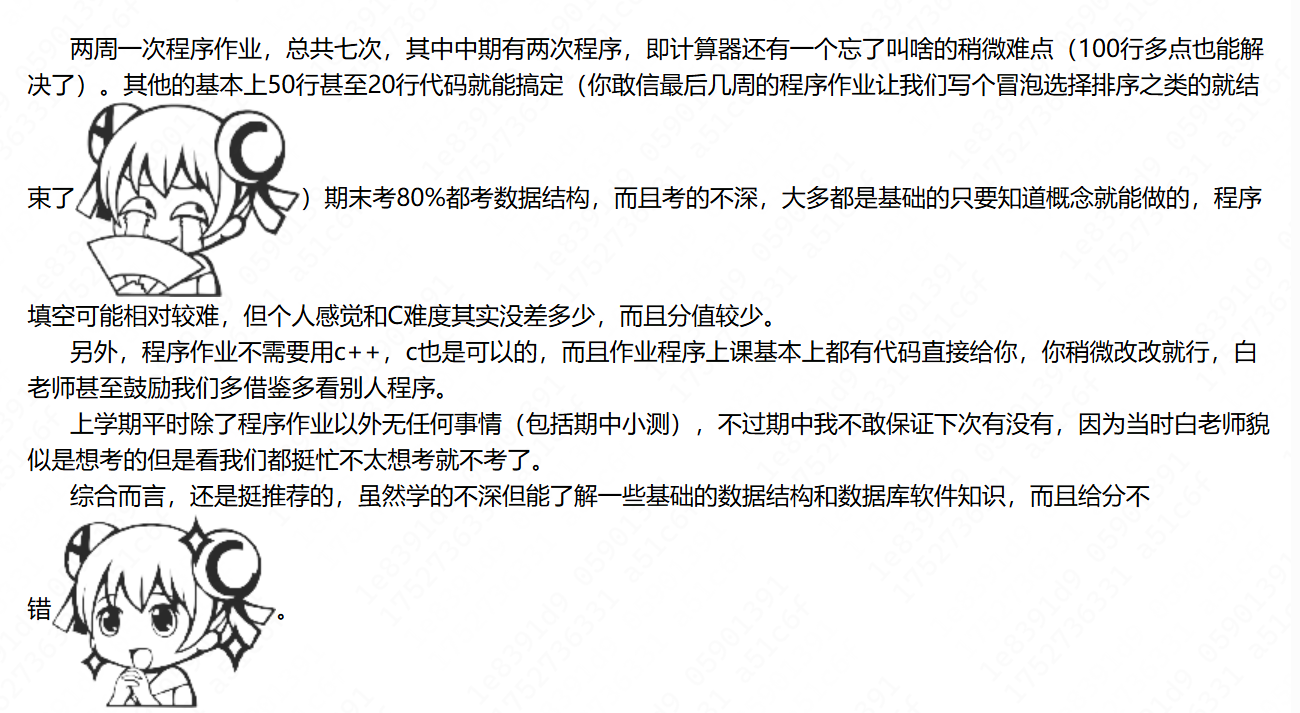 两周一次程序作业，总共七次，其中中期有两次程序，即计算器还有一个忘了叫啥的稍微难点（100行多点也能解
决了）。其他的基本上50行甚至20行代码就能搞定（你敢信最后几周的程序作业让我们写个冒泡选择排序之类的就结
束了）期末考80%都考数据结构，而且考的不深，大多都是基础的只要知道概念就能做的，程序
填空可能相对较难，但个人感觉和C难度其实没差多少，而且分值较少。
另外，程序作业不需要用c++，c也是可以的，而且作业程序上课基本上都有代码直接给你，你稍微改改就行，白
老师甚至鼓励我们多借鉴多看别人程序。
上学期平时除了程序作业以外无任何事情（包括期中小测），不过期中我不敢保证下次有没有，因为当时白老师貌
似是想考的但是看我们都挺忙不太想考就不考了。
综合而言，还是挺推荐的，虽然学的不深但能了解一些基础的数据结构和数据库软件知识，而且给分不
错。